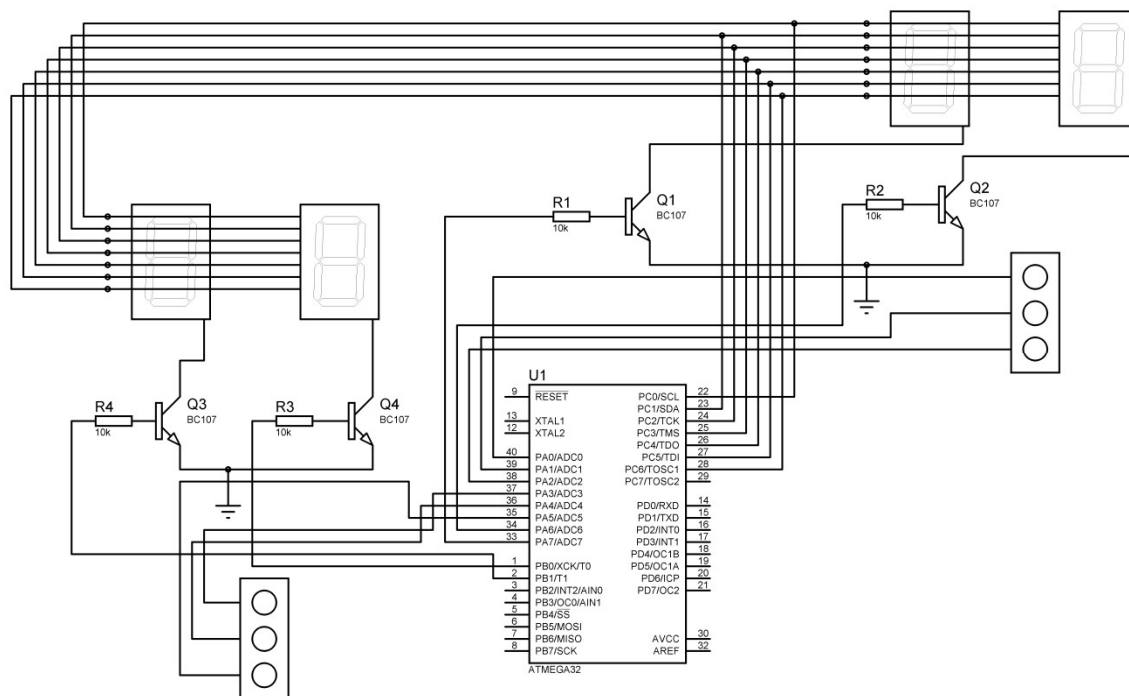 R1
10k
Q1
BC107
R2
10k
Q2
BC107
R4
10k
Q3
BC107
R3
10k
Q4
BC107
U1
9 RESET
13 XTAL1
12 XTAL2
40 PA0/ADC0
39 PA1/ADC1
38 PA2/ADC2
37 PA3/ADC3
36 PA4/ADC4
35 PA5/ADC5
34 PA6/ADC6
33 PA7/ADC7
1 PB0/XCK/T0
2 PB1/T1
3 PB2/INT2/AIN0
4 PB3/OC0/AIN1
5 PB4/SS
6 PB5/MOSI
7 PB6/MISO
8 PB7/SCK
PC0/SCL 22
PC1/SDA 23
PC2/TCK 24
PC3/TMS 25
PC4/TDO 26
PC5/TDI 27
PC6/TOSC1 28
PC7/TOSC2 29
PD0/RXD 14
PD1/TXD 15
PD2/INT0 16
PD3/INT1 17
PD4/OC1B 18
PD5/OC1A 19
PD6/ICP 20
PD7/OC2 21
AVCC 30
AREF 32
ATMEGA32